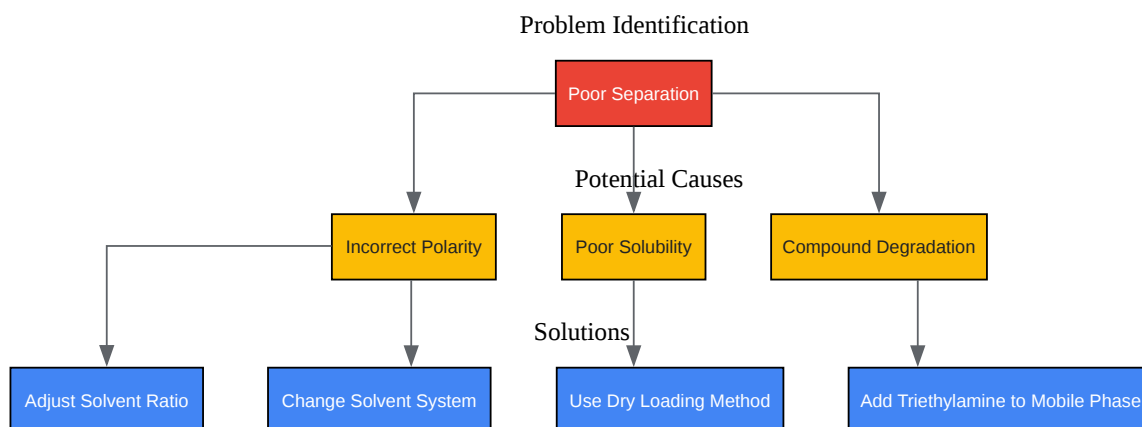 Problem Identification
Poor Separation
Potential Causes
Incorrect Polarity
Poor Solubility
Compound Degradation
Solutions
Adjust Solvent Ratio
Change Solvent System
Use Dry Loading Method
Add Triethylamine to Mobile Phase